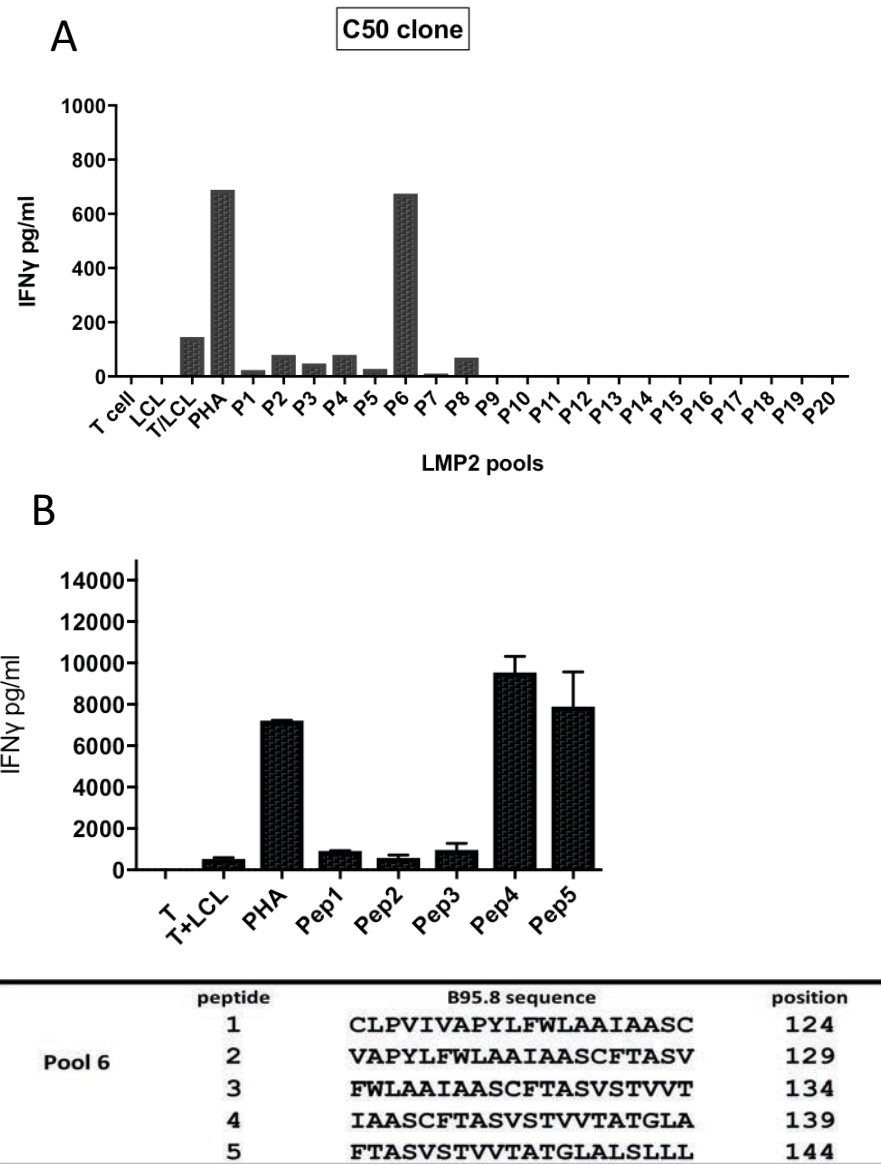 A
C50 clone
1000
800
600
400
200
0
IFNγ pg/ml
T cell LCL T/LCL PHA P1 P2 P3 P4 P5 P6 P7 P8 P9 P10 P11 P12 P13 P14 P15 P16 P17 P18 P19 P20
LMP2 pools
B
14000
12000
10000
8000
6000
4000
2000
0
IFNγ pg/ml
T T+LCL PHA Pep1 Pep2 Pep3 Pep4 Pep5
peptide B95.8 sequence position
1 CLPVIVAPYLFWLAAIAASC 124
Pool 6
2 VAPYLFWLAAIAASCFTASV 129
3 FWLAAIAASCFTASVSTVVT 134
4 IAASCFTASVSTVVTATGLA 139
5 FTASVSTVVTATGLALSLLL 144